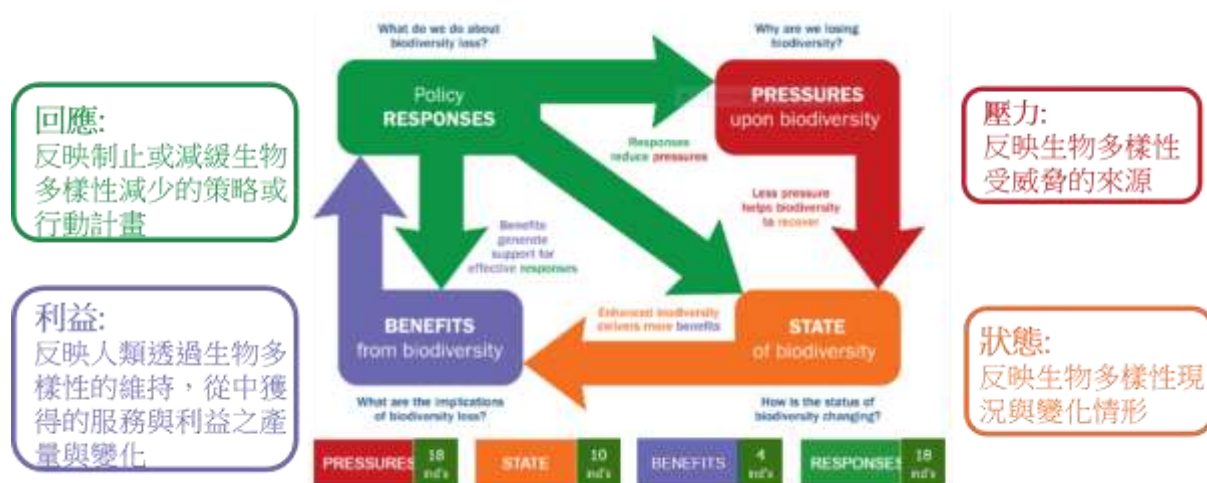 What do we do about
biodiversity loss?
Why are we losing
biodiversity?
回應:
反映制止或減緩生物
多樣性減少的策略或
行動計畫
Policy
RESPONSES
PRESSURES
upon biodiversity
壓力:
反映生物多樣性
受威脅的來源
Responses
reduce pressures
Less pressure
helps biodiversity
to recover
Benefits
generate
support for
effective responses
利益:
反映人類透過生物多
樣性的維持，從中獲
得的服務與利益之產
量與變化
BENEFITS
from biodiversity
Enhanced biodiversity
delivers more benefits
STATE
of biodiversity
狀態:
反映生物多樣性現
況與變化情形
What are the implications
of biodiversity loss?
How is the status of
biodiversity changing?
PRESSURES
18
ind's
STATE
10
ind's
BENEFITS
4
ind's
RESPONSES
18
ind's